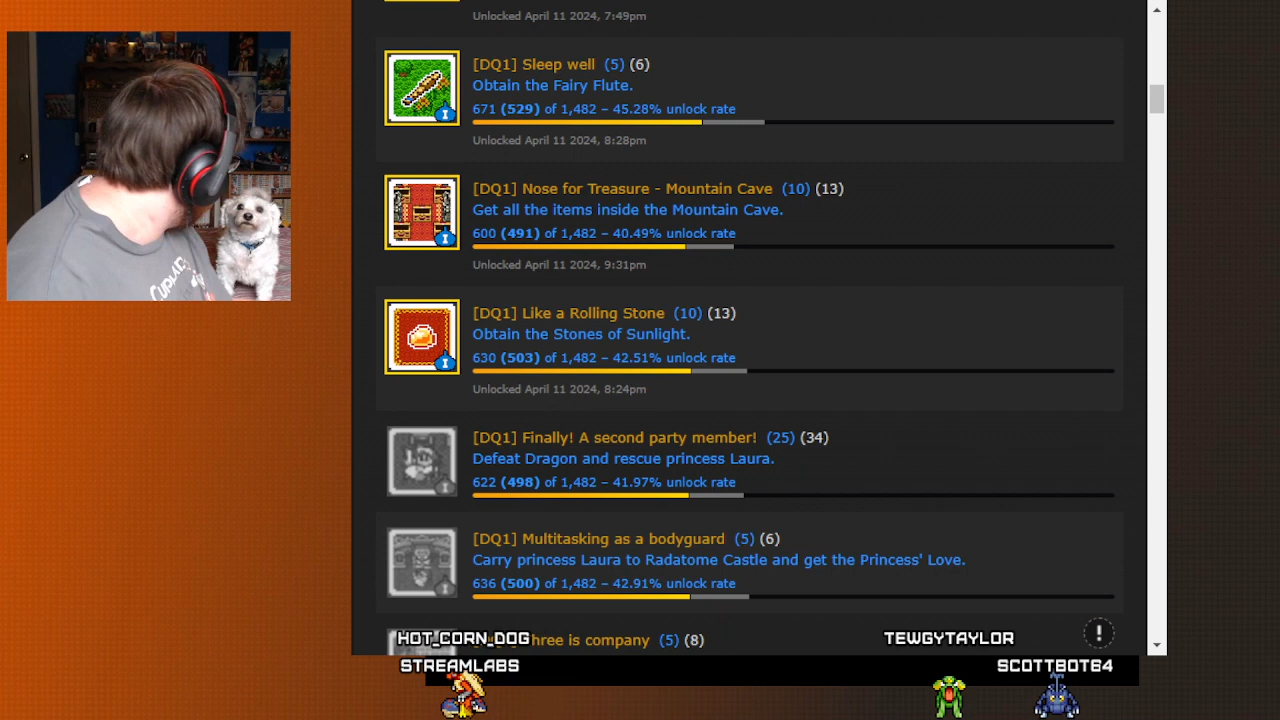 Unlocked April 11 2024, 7:49pm
[DQ1] Sleep well (5) (6)
Obtain the Fairy Flute.
671 (529) of 1,482 – 45.28% unlock rate
Unlocked April 11 2024, 8:28pm
[DQ1] Nose for Treasure - Mountain Cave (10) (13)
Get all the items inside the Mountain Cave.
600 (491) of 1,482 – 40.49% unlock rate
Unlocked April 11 2024, 9:31pm
[DQ1] Like a Rolling Stone (10) (13)
Obtain the Stones of Sunlight.
630 (503) of 1,482 – 42.51% unlock rate
Unlocked April 11 2024, 8:24pm
[DQ1] Finally! A second party member! (25) (34)
Defeat Dragon and rescue princess Laura.
622 (498) of 1,482 – 41.97% unlock rate
[DQ1] Multitasking as a bodyguard (5) (6)
Carry princess Laura to Radatome Castle and get the Princess' Love.
636 (500) of 1,482 – 42.91% unlock rate
hree is company (5) (8)
HOT_CORN_DOG
TEWGYTAYLOR
!
STREAMLABS
SCOTTBOT64